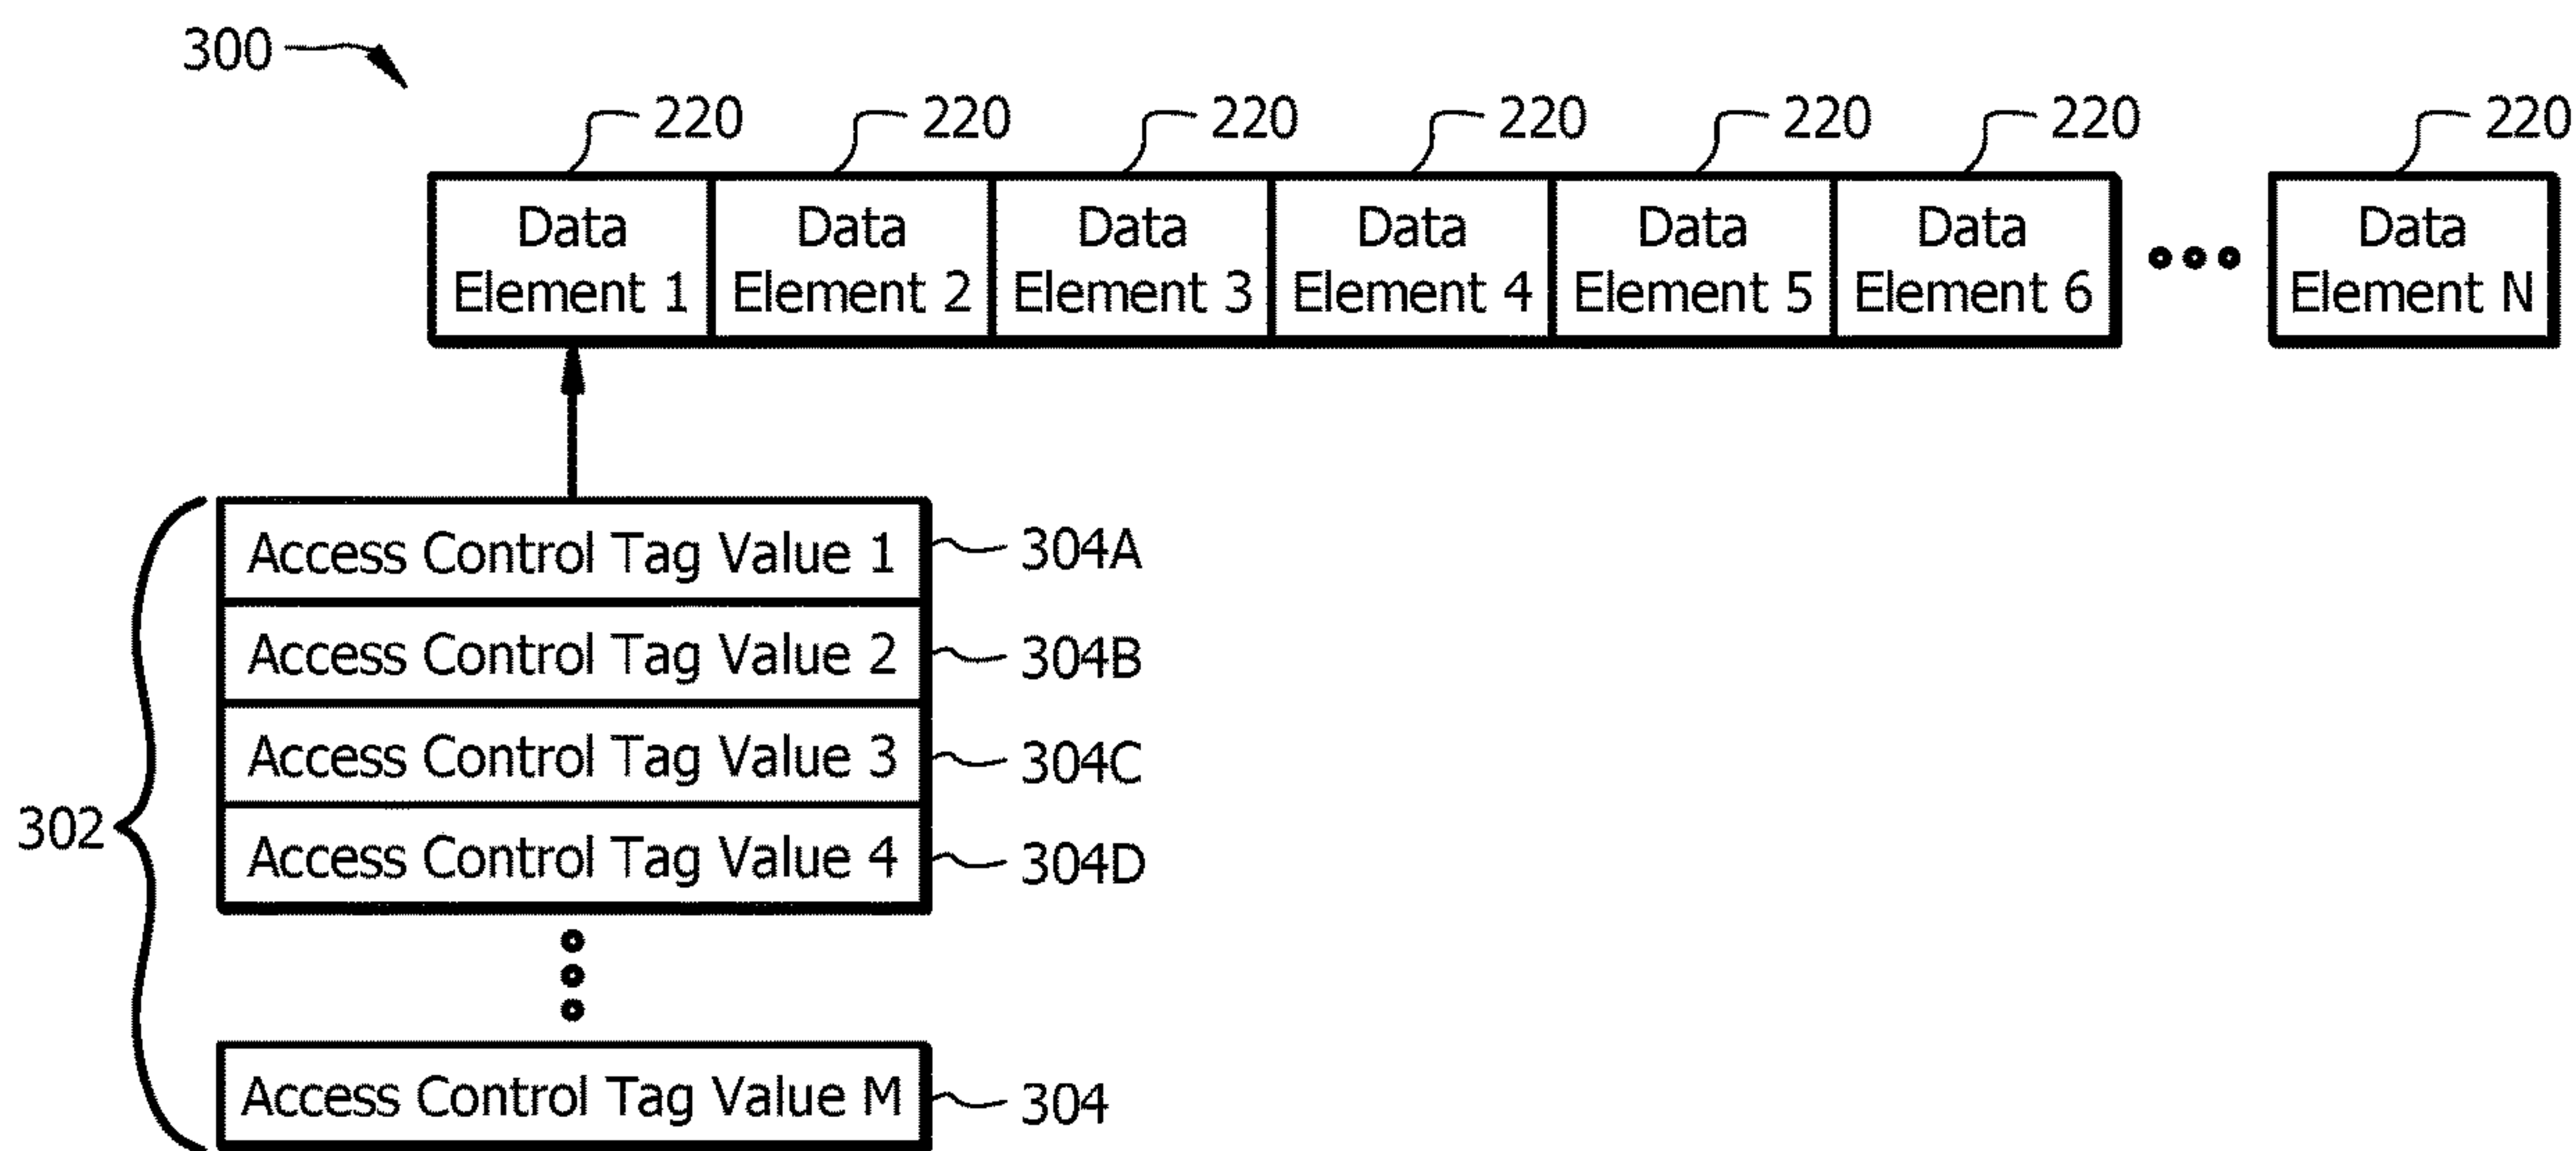 300
220 220 220 220 220 220 220
Data Data Data Data Data Data Data
Element 1 Element 2 Element 3 Element 4 Element 5 Element 6 Element N
Access Control Tag Value 1 304A
Access Control Tag Value 2 304B
Access Control Tag Value 3 304C
302
Access Control Tag Value 4 304D
Access Control Tag Value M 304